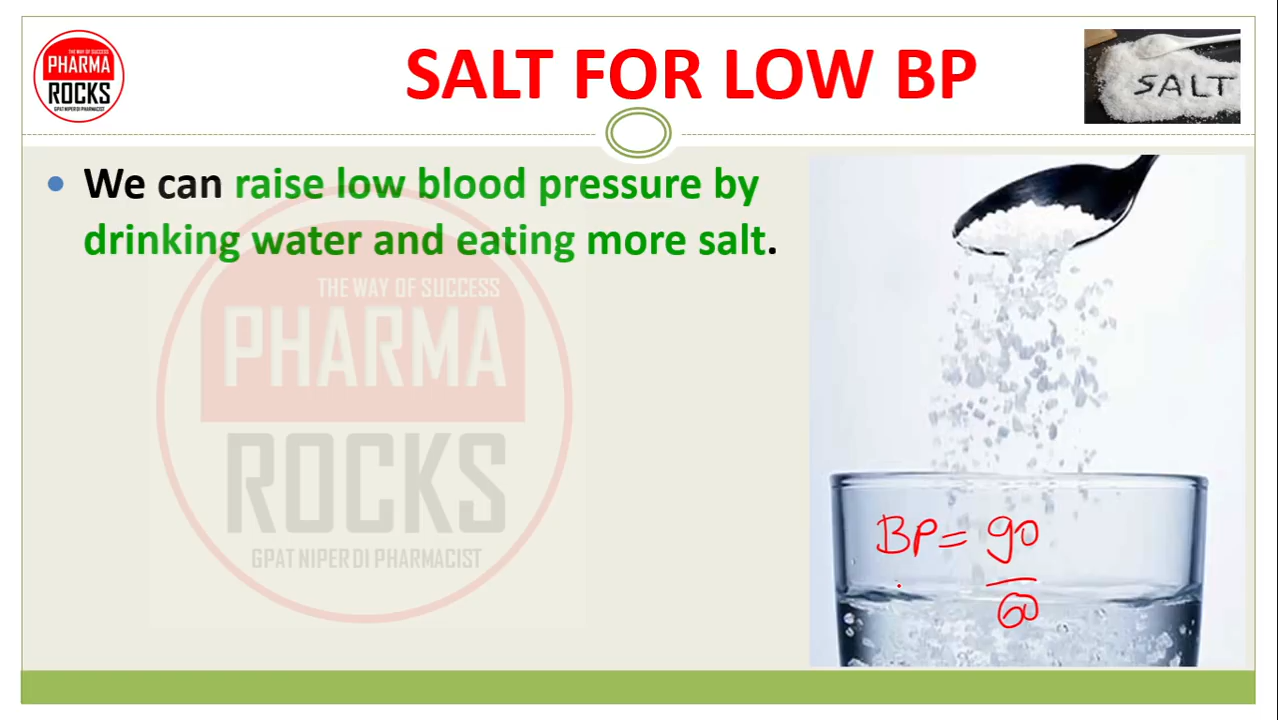 THE WAY OF SUCCESS
PHARMA
ROCKS
GPAT NIPER DI PHARMACIST
SALT FOR LOW BP
SALT
• We can raise low blood pressure by
drinking water and eating more salt.
THE WAY OF SUCCESS
PHARMA
ROCKS
GPAT NIPER DI PHARMACIST
BP = 90
60